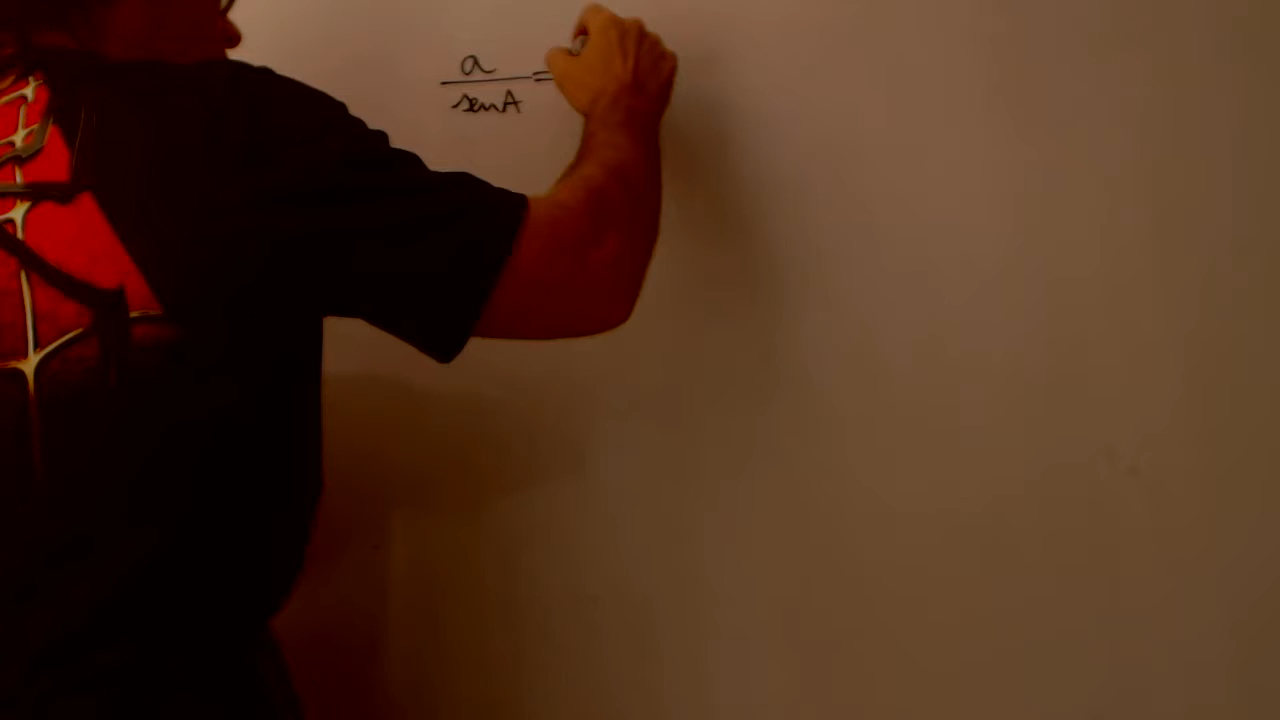 a
senA =